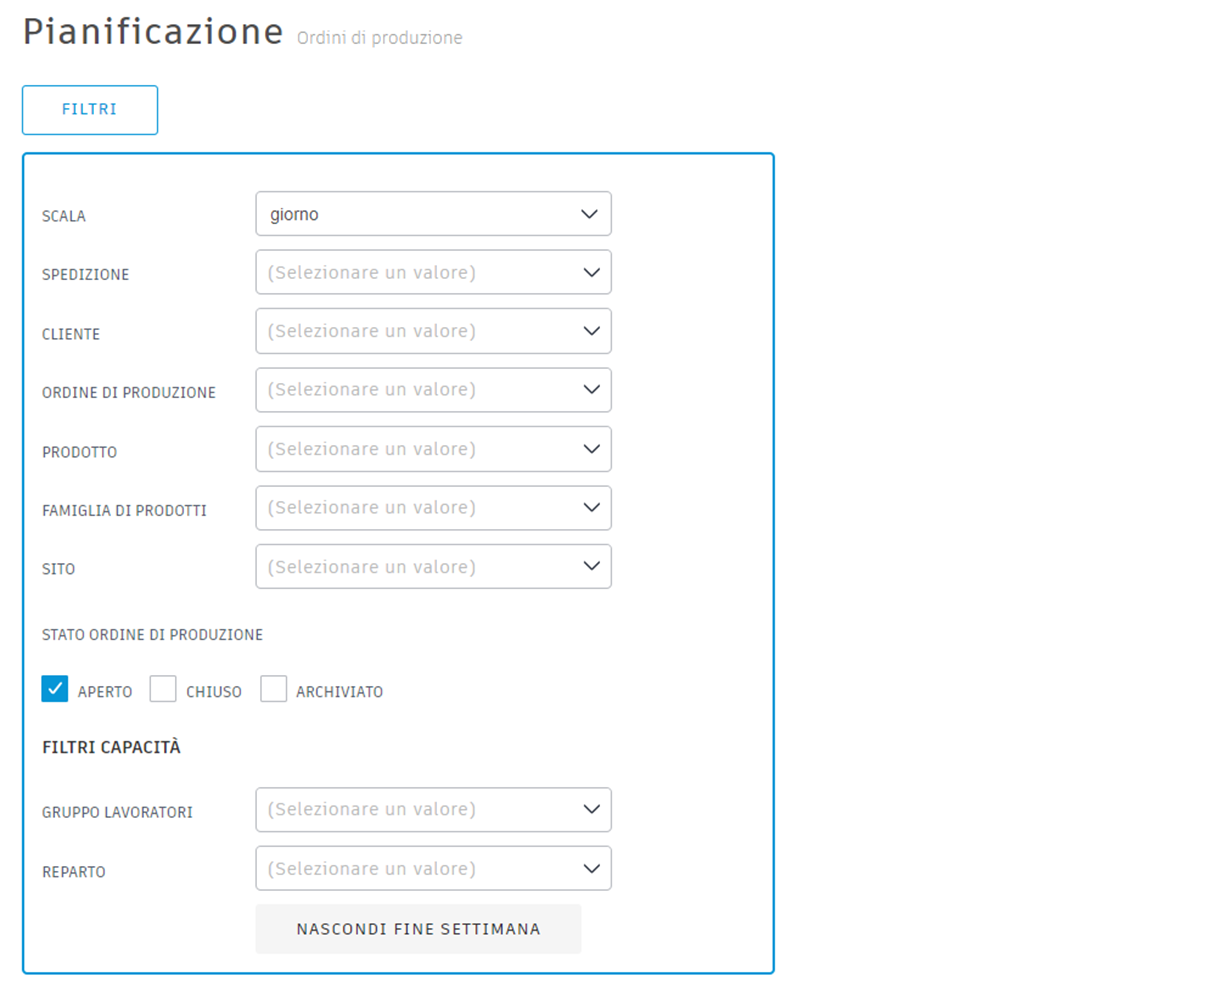 Pianificazione Ordini di produzione
FILTRI
SCALA giorno
SPEDIZIONE (Selezionare un valore)
CLIENTE (Selezionare un valore)
ORDINE DI PRODUZIONE (Selezionare un valore)
PRODOTTO (Selezionare un valore)
FAMIGLIA DI PRODOTTI (Selezionare un valore)
SITO (Selezionare un valore)
STATO ORDINE DI PRODUZIONE
APERTO CHIUSO ARCHIVIATO
FILTRI CAPACITÀ
GRUPPO LAVORATORI (Selezionare un valore)
REPARTO (Selezionare un valore)
NASCONDI FINE SETTIMANA